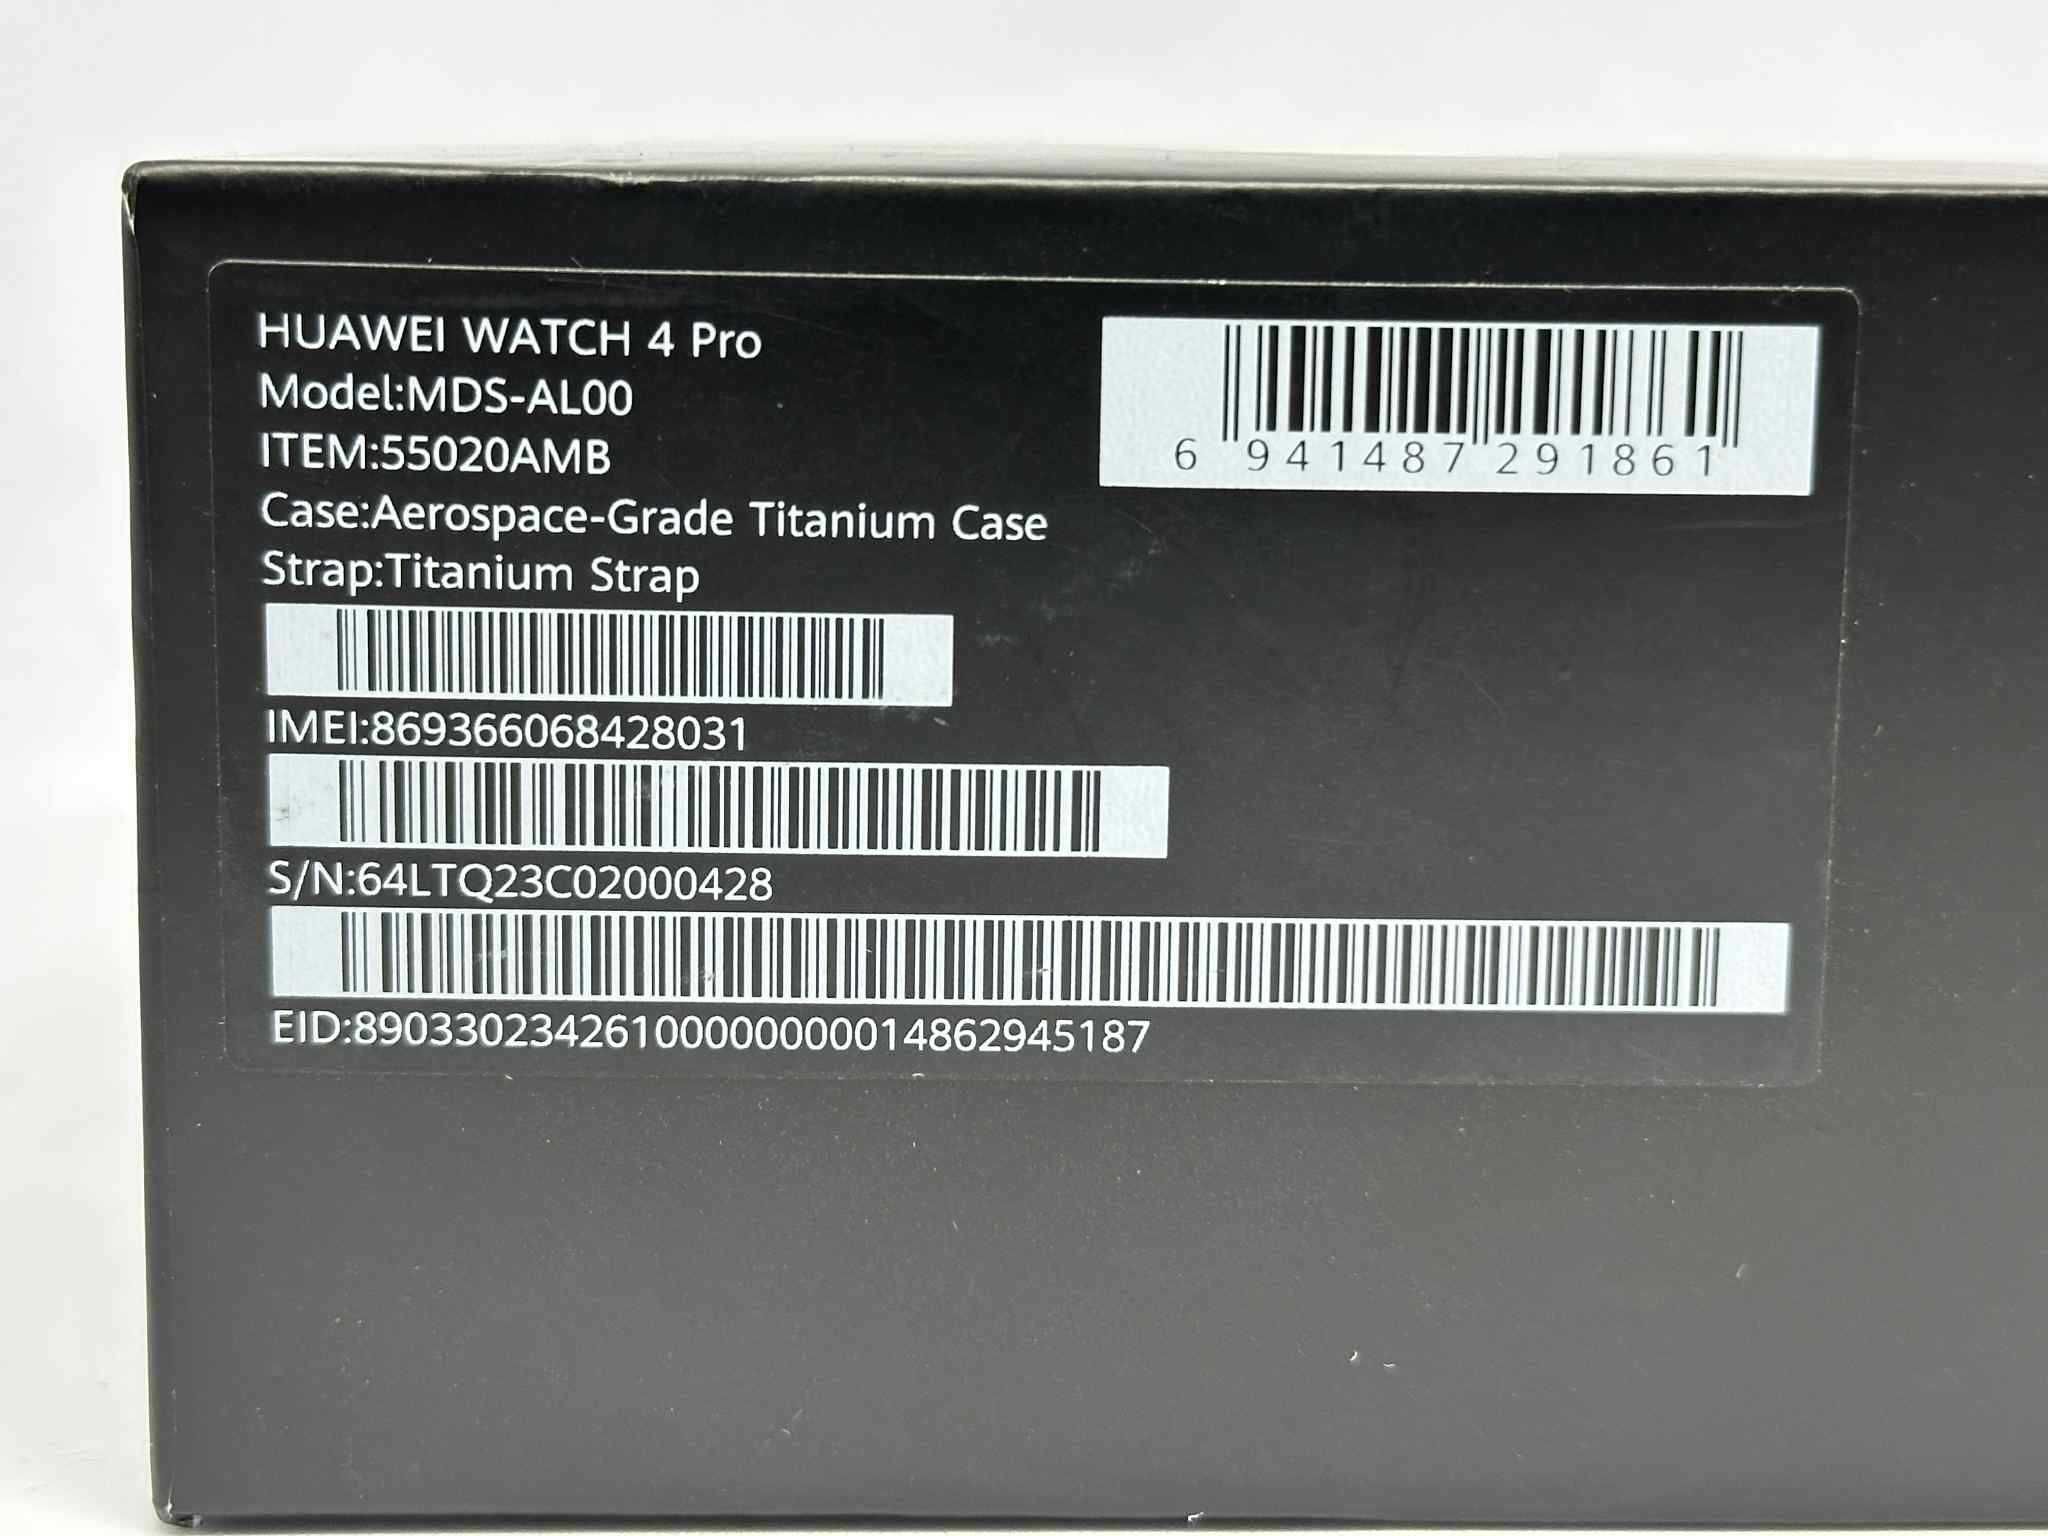 HUAWEI WATCH 4 Pro
Model:MDS-AL00
ITEM:55020AMB
Case:Aerospace-Grade Titanium Case
Strap:Titanium Strap
6 941487 291861
IMEI:869366068428031
S/N:64LTQ23C02000428
EID:89033023426100000000014862945187